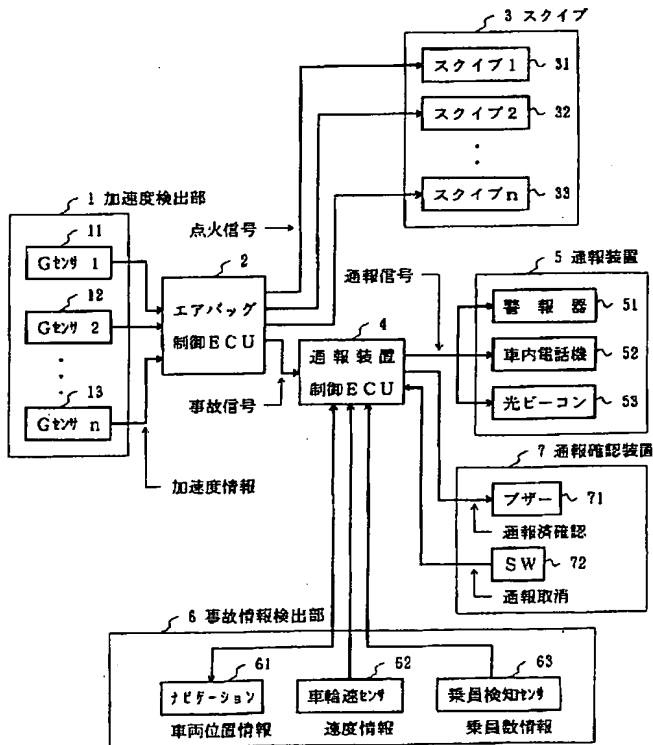 3 スクイブ
スクイブ1
31
スクイブ2
32
・
・
スクイブn
33
1 加速度検出部
11
Gセンサ 1
12
Gセンサ 2
・
・
・
13
Gセンサ n
加速度情報
点火信号
2
エアバッグ
制御ECU
事故信号
通報信号
4
通報装置
制御ECU
5 通報装置
警報器
51
車内電話機
52
光ビーコン
53
7 通報確認装置
ブザー
71
通報済確認
SW
72
通報取消
6 事故情報検出部
61
ナビゲーション
車両位置情報
62
車輪速センサ
速度情報
63
乗員検知センサ
乗員数情報